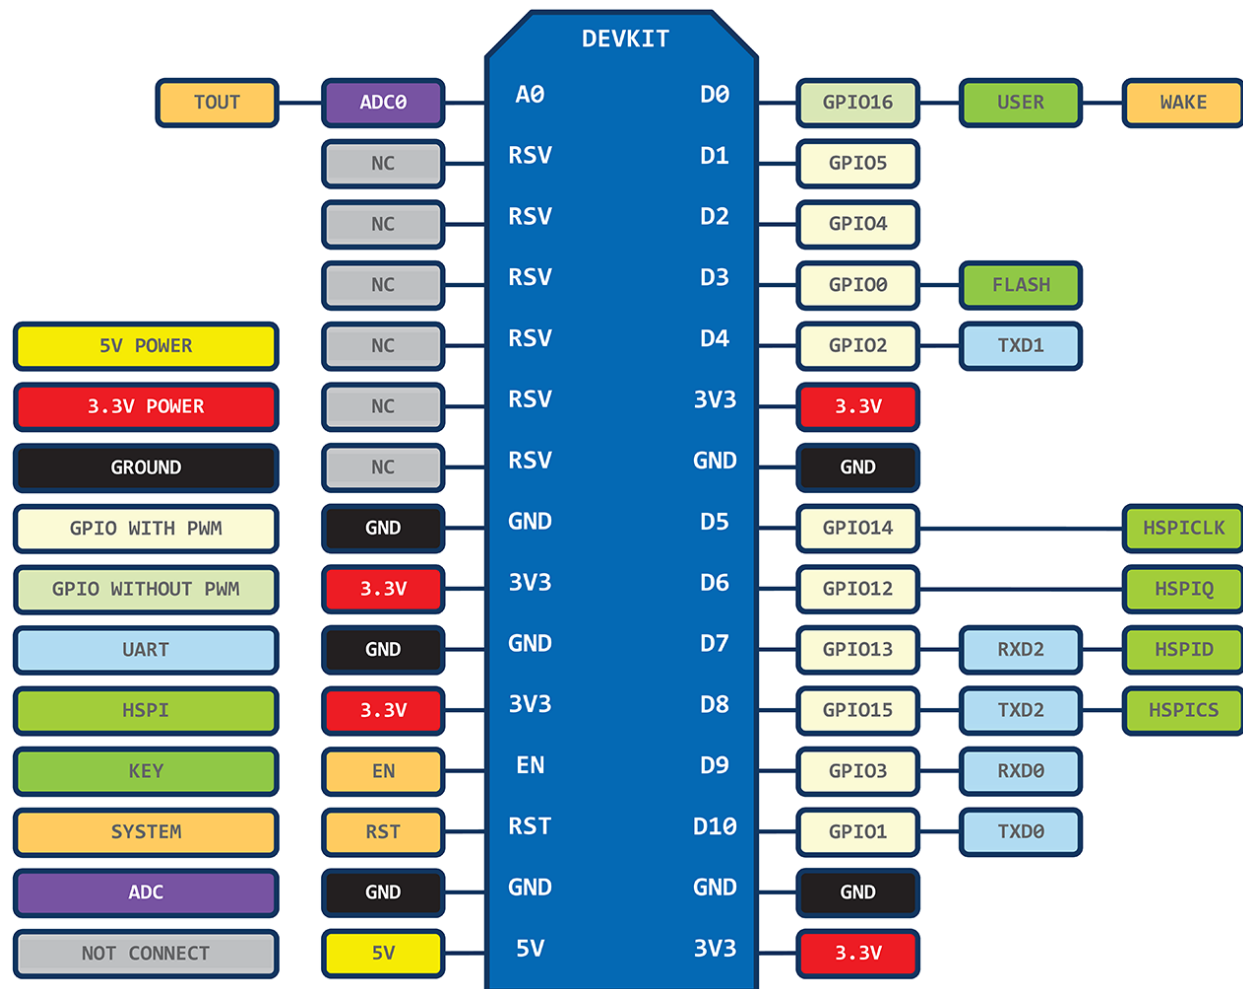 DEVKIT
TOUT ADC0 A0 D0 GPIO16 USER WAKE
NC RSV D1 GPIO5
NC RSV D2 GPIO4
NC RSV D3 GPIO0 FLASH
5V POWER NC RSV D4 GPIO2 TXD1
3.3V POWER NC RSV 3V3 3.3V
GROUND NC RSV GND GND
GPIO WITH PWM GND GND D5 GPIO14 HSPICLK
GPIO WITHOUT PWM 3.3V 3V3 D6 GPIO12 HSPIQ
UART GND GND D7 GPIO13 RXD2 HSPID
HSPI 3.3V 3V3 D8 GPIO15 TXD2 HSPICS
KEY EN EN D9 GPIO3 RXD0
SYSTEM RST RST D10 GPIO1 TXD0
ADC GND GND GND GND
NOT CONNECT 5V 5V 3V3 3.3V